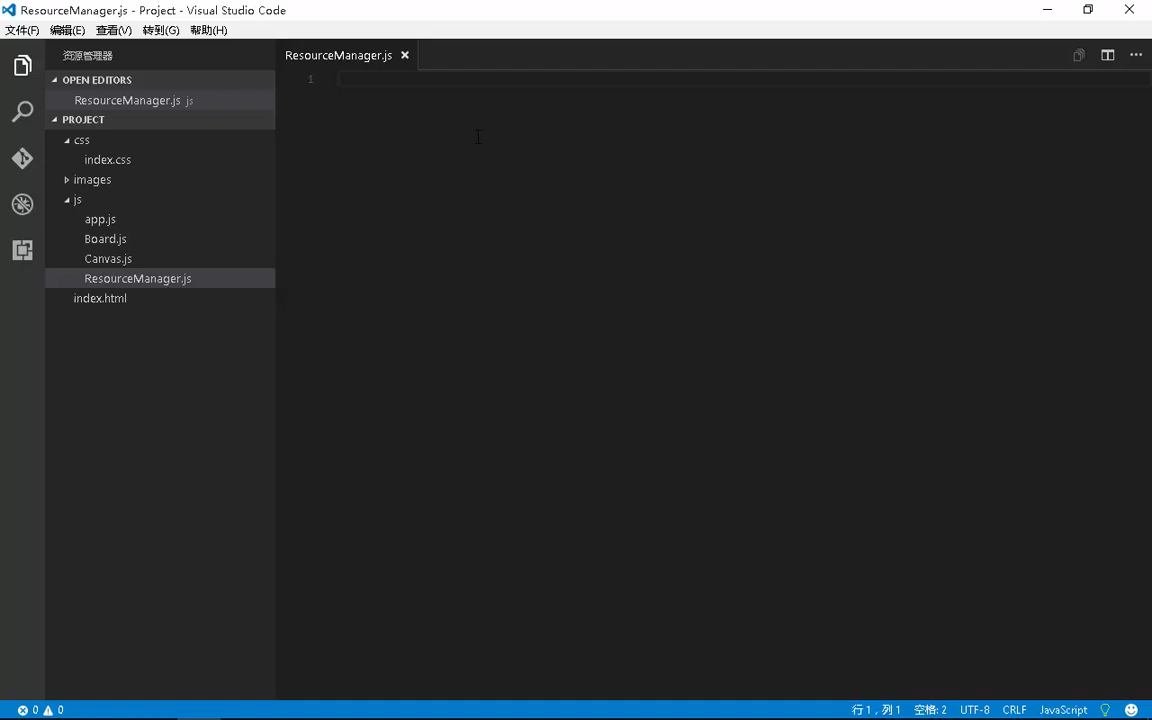 ResourceManager.js - Project - Visual Studio Code
文件(F) 编辑(E) 查看(V) 转到(G) 帮助(H)
资源管理器
OPEN EDITORS
ResourceManager.js js
PROJECT
css
index.css
images
js
app.js
Board.js
Canvas.js
ResourceManager.js
index.html
ResourceManager.js
1
0 0
行 1，列 1 空格: 2 UTF-8 CRLF JavaScript